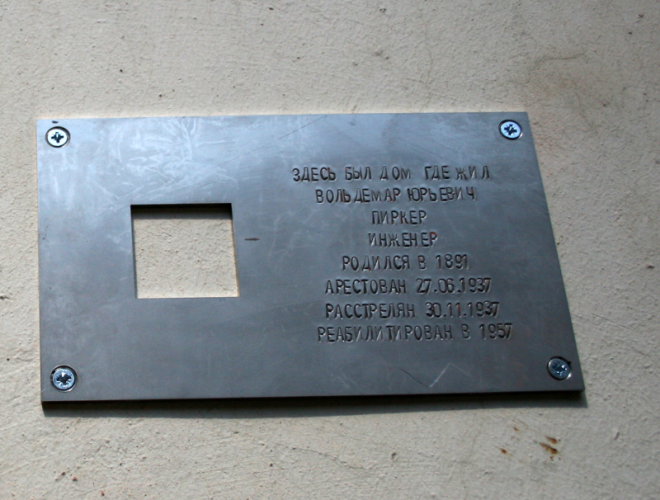 ЗДЕСЬ БЫЛ ДОМ ГДЕ ЖИЛ
ВОЛЬДЕМАР ЮРЬЕВИЧ
ПИРКЕР
ИНЖЕНЕР
РОДИЛСЯ В 1891
АРЕСТОВАН 27.06.1937
РАССТРЕЛЯН 30.11.1937
РЕАБИЛИТИРОВАН В 1957